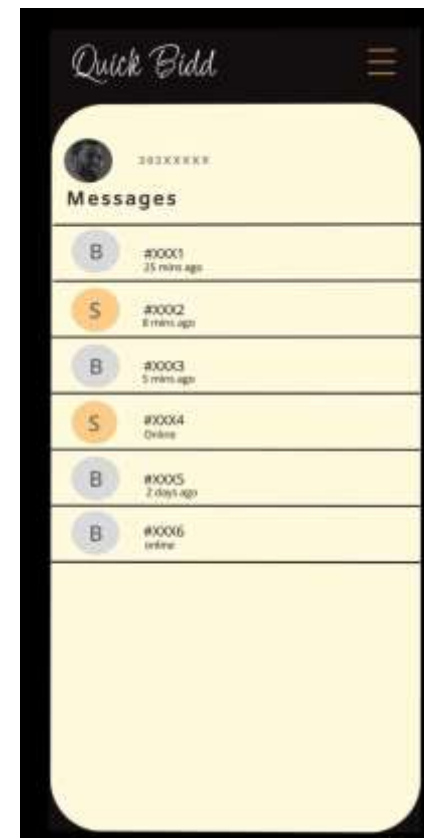 Quick Bidd
Messages
B
#XXX1
25 mins ago
S
#XXX2
8 mins ago
B
#XXX3
5 mins ago
S
#XXX4
Online
B
#XXX5
2 days ago
B
#XXX6
online